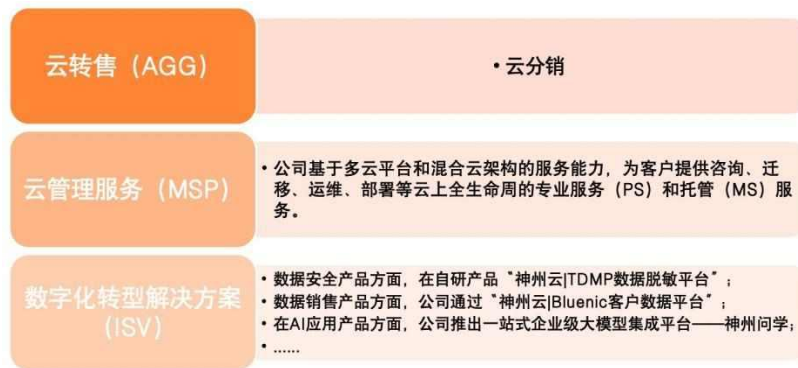 云转售（AGG）
•云分销
云管理服务（MSP）
•公司基于多云平台和混合云架构的服务能力，为客户提供咨询、迁
移、运维、部署等云上全生命周的专业服务（PS）和托管（MS）服
务。
数字化转型解决方案
（ISV）
•数据安全产品方面，在自研产品“神州云|TDMP数据脱敏平台”；
•数据销售产品方面，公司通过“神州云|Bluenic客户数据平台”；
•在AI应用产品方面，公司推出一站式企业级大模型集成平台——神州问学；
•......